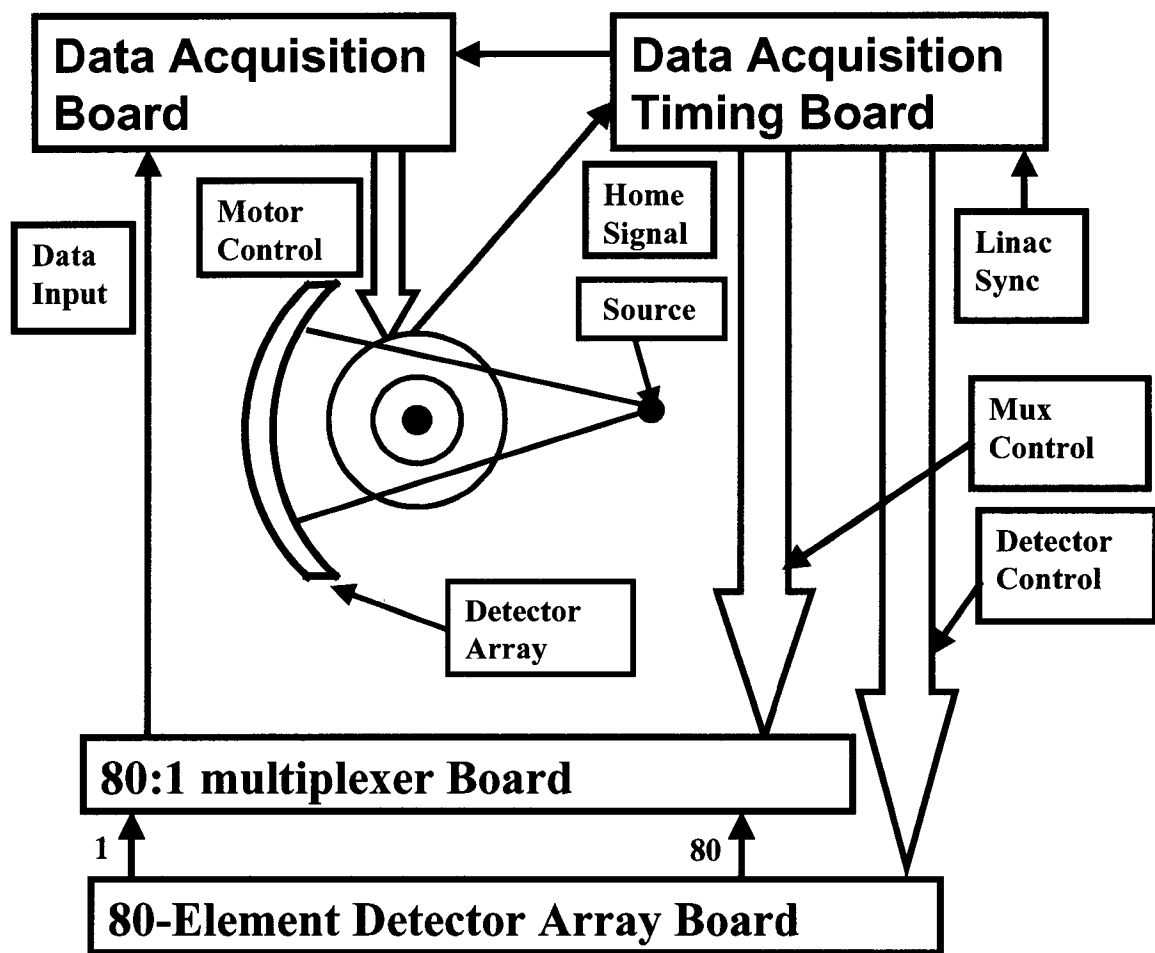 Data Acquisition
Board
Data Acquisition
Timing Board
Motor
Control
Home
Signal
Data
Input
Linac
Sync
Source
Mux
Control
Detector
Control
Detector
Array
80:1 multiplexer Board
1
80
80-Element Detector Array Board